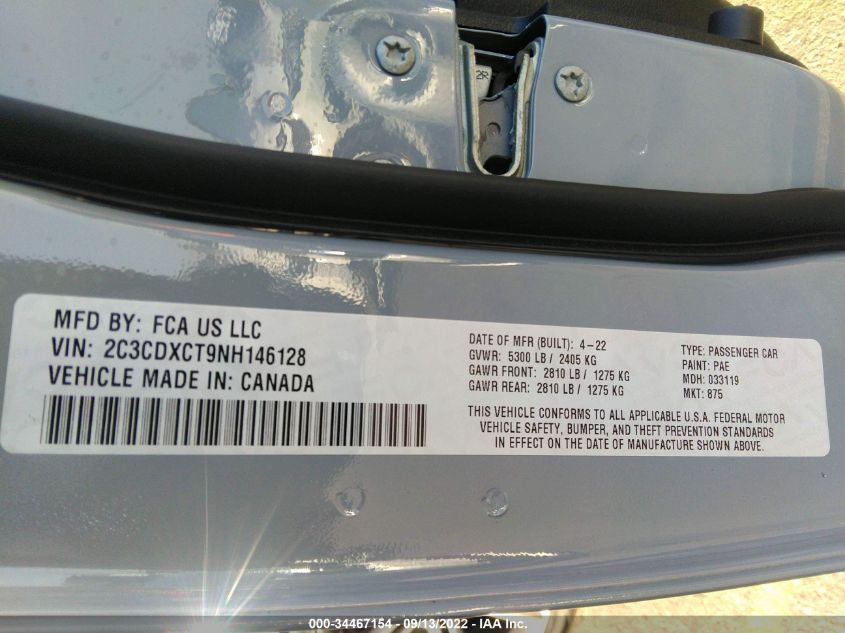 2R
MFD BY: FCA US LLC
VIN: 2C3CDXCT9NH146128
VEHICLE MADE IN: CANADA
DATE OF MFR (BUILT): 4-22
GVWR: 5300 LB / 2405 KG
GAWR FRONT: 2810 LB / 1275 KG
GAWR REAR: 2810 LB / 1275 KG
TYPE: PASSENGER CAR
PAINT: PAE
MDH: 033119
MKT: 875
THIS VEHICLE CONFORMS TO ALL APPLICABLE U.S.A. FEDERAL MOTOR
VEHICLE SAFETY, BUMPER, AND THEFT PREVENTION STANDARDS
IN EFFECT ON THE DATE OF MANUFACTURE SHOWN ABOVE.
000-34467154 - 09/13/2022 - IAA Inc.